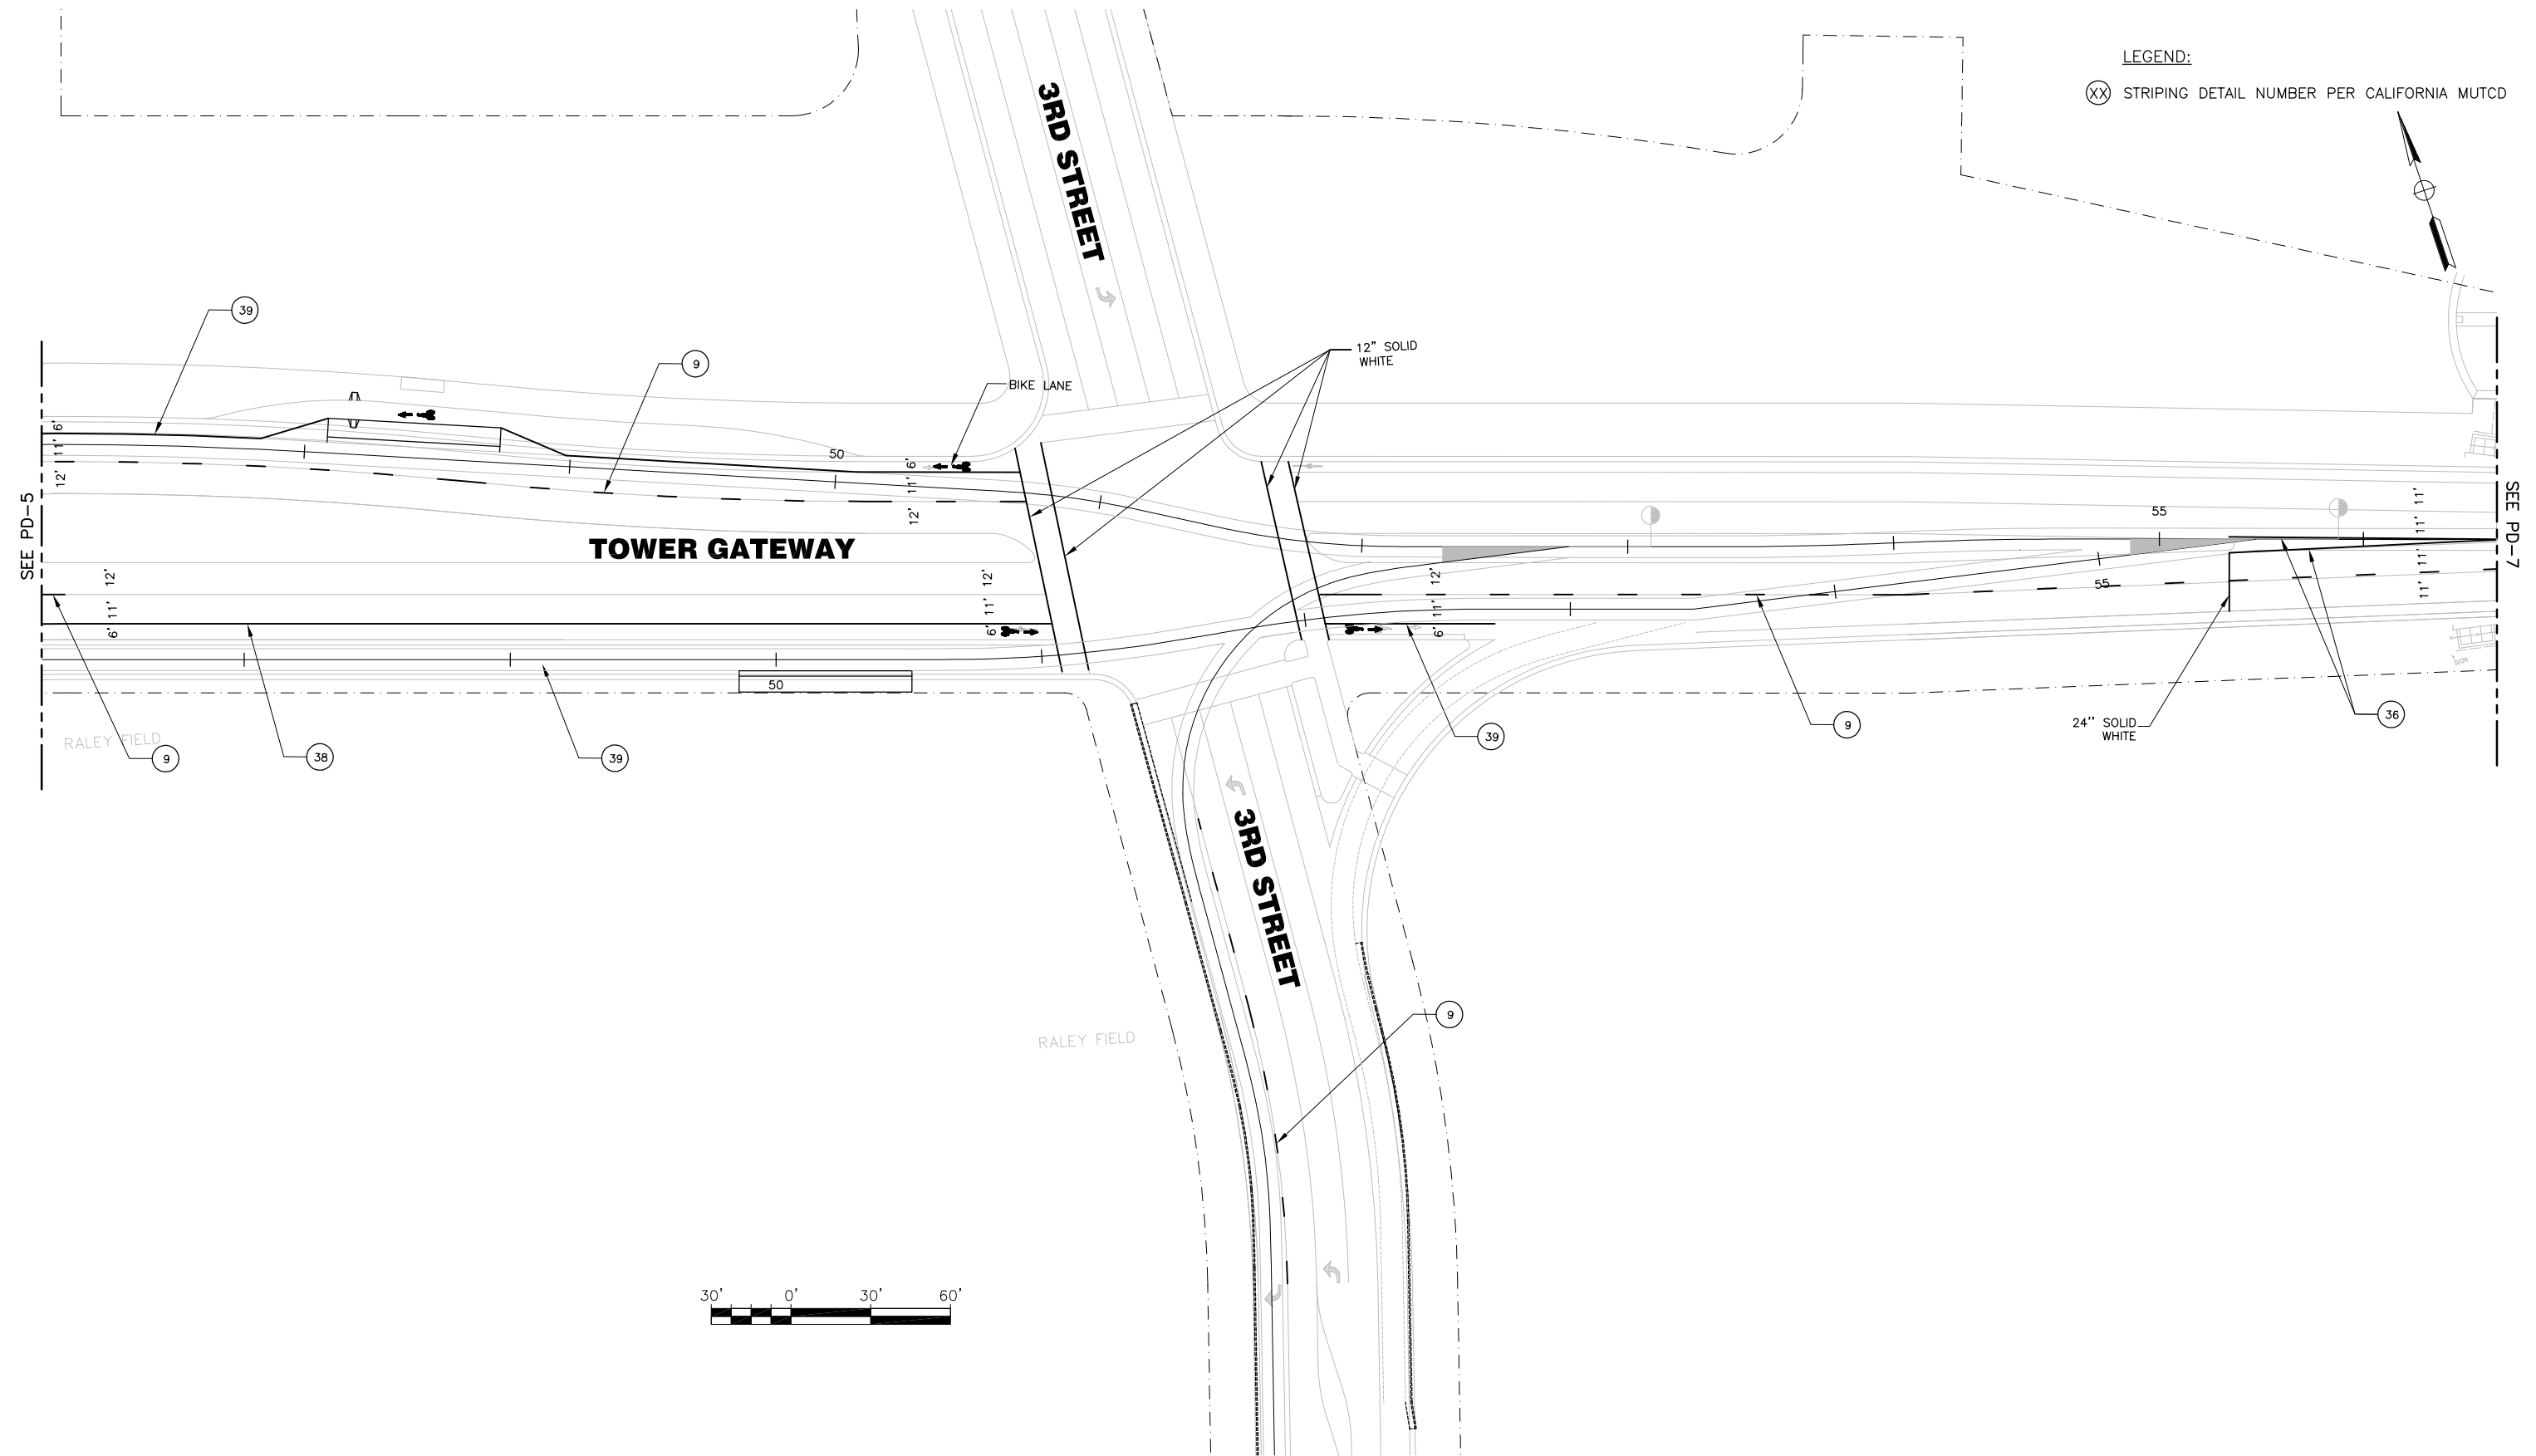 LEGEND:
XX STRIPING DETAIL NUMBER PER CALIFORNIA MUTCD
3RD STREET
39
9
12" SOLID
WHITE
BIKE LANE
6'
11'
12'
50
6'
11'
12'
SEE PD-5
TOWER GATEWAY
55
11'
11'
SEE PD-7
12'
11'
6'
12'
11'
6'
12'
11'
6'
55
11'
11'
50
RALEY FIELD
9
38
39
39
9
24" SOLID
WHITE
36
SIGN
3RD STREET
9
RALEY FIELD
30' 0' 30' 60'